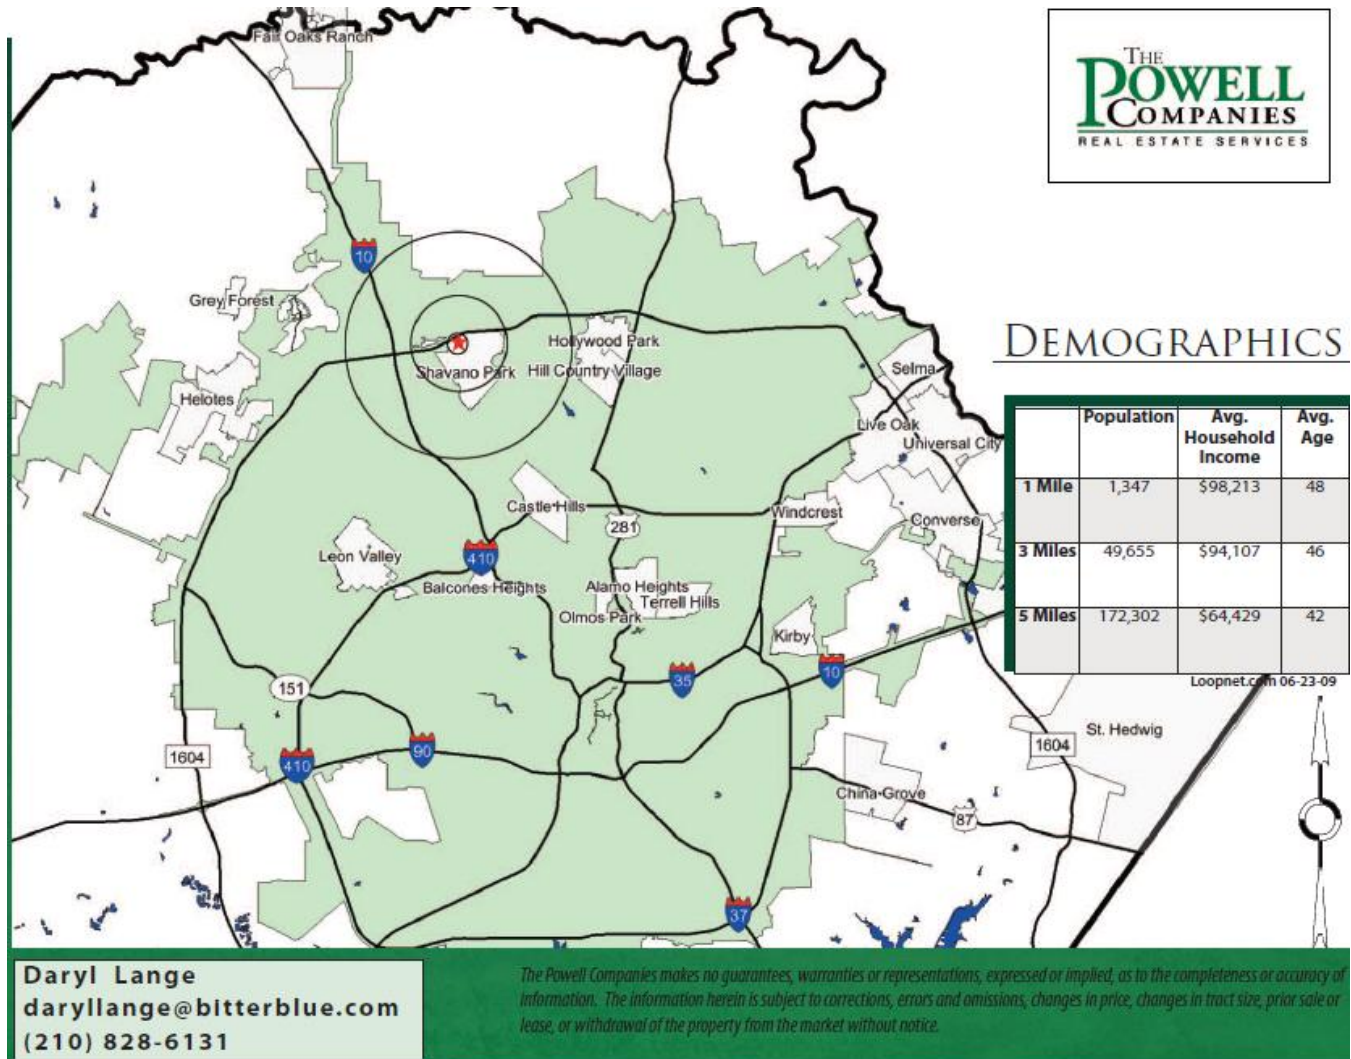 Fair Oaks Ranch
THE
POWELL
COMPANIES
REAL ESTATE SERVICES
10
Grey Forest
Hollywood Park
Shavano Park
Hill Country Village
Helotes
Selma
Live Oak
Universal City
DEMOGRAPHICS
Population Avg. Household Income Avg. Age
1 Mile 1,347 $98,213 48
3 Miles 49,655 $94,107 46
5 Miles 172,302 $64,429 42
Loopnet.com 06-23-09
Castle Hills
281
Windcrest
Converse
Leon Valley
410
Balcones Heights
Alamo Heights
Terrell Hills
Olmos Park
Kirby
35
10
151
1604
410
90
St. Hedwig
1604
China Grove
87
37
Daryl Lange
daryllange@bitterblue.com
(210) 828-6131
The Powell Companies makes no guarantees, warranties or representations, expressed or implied, as to the completeness or accuracy of
information. The information herein is subject to corrections, errors and omissions, changes in price, changes in tract size, prior sale or
lease, or withdrawal of the property from the market without notice.